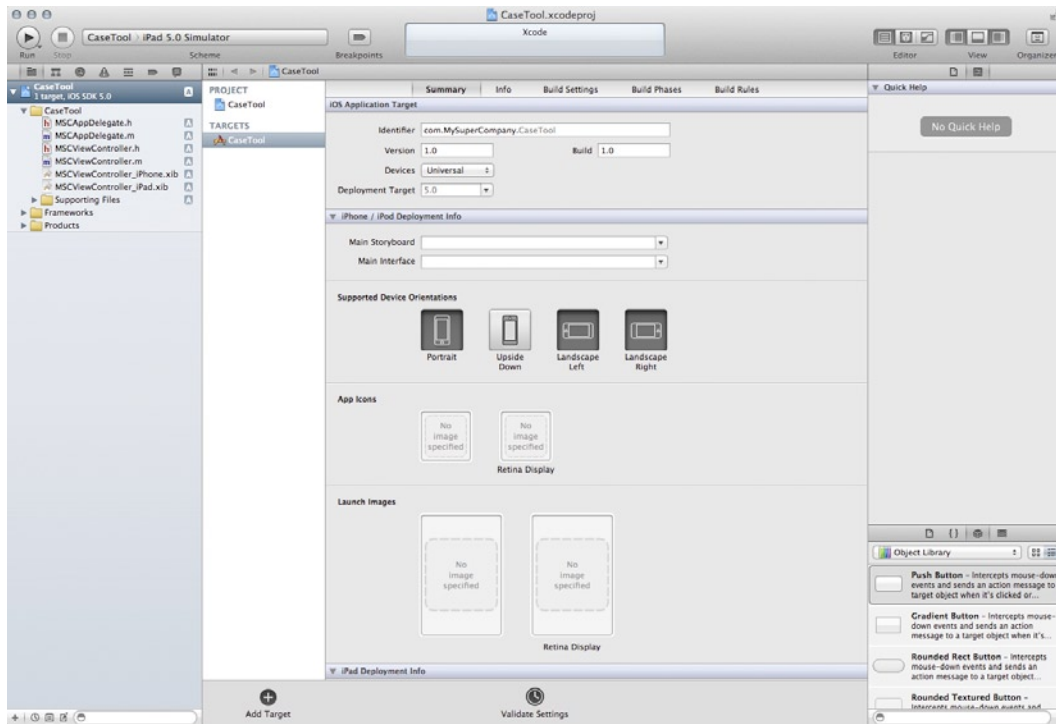 CaseTool.xcodeproj
CaseTool
iPad 5.0 Simulator
Xcode
Run
Stop
Scheme
Breakpoints
Editor
View
Organizer
CaseTool
1 target, iOS SDK 5.0
A
CaseTool
h MSCAppDelegate.h A
m MSCAppDelegate.m A
h MSCViewController.h A
m MSCViewController.m A
MSCViewController_iPhone.xib A
MSCViewController_iPad.xib A
Supporting Files A
Frameworks
Products
CaseTool
PROJECT
CaseTool
TARGETS
CaseTool
Summary
Info
Build Settings
Build Phases
Build Rules
iOS Application Target
Identifier com.MySuperCompany.CaseTool
Version 1.0
Build 1.0
Devices Universal
Deployment Target 5.0
iPhone / iPod Deployment Info
Main Storyboard
Main Interface
Supported Device Orientations
Portrait
Upside
Down
Landscape
Left
Landscape
Right
App Icons
No
image
specified
No
image
specified
Retina Display
Launch Images
No
image
specified
No
image
specified
Retina Display
iPad Deployment Info
Add Target
Validate Settings
Quick Help
No Quick Help
{}
Object Library
Push Button - Intercepts mouse-down
events and sends an action message to
target object when it's clicked or...
Gradient Button - Intercepts mouse-
down events and sends an action
message to a target object when it's...
Rounded Rect Button - Intercepts
mouse-down events and sends an
action message to a target object...
Rounded Textured Button -
Intercepts mouse-down events and